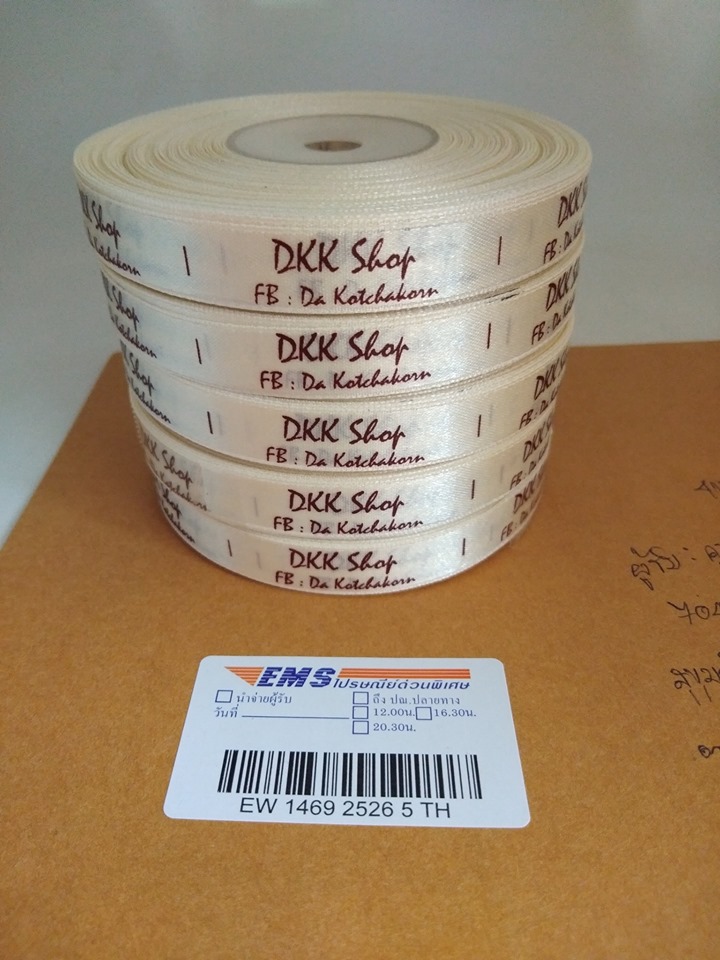 DKK Shop
FB : Da Kotchakorn
DKK Shop
FB : Da Kotchakorn
DKK Shop
FB : Da Kotchakorn
DKK Shop
FB : Da Kotchakorn
DKK Shop
FB : Da Kotchakorn
EMS ไปรษณีย์ด่วนพิเศษ
นำจ่ายผู้รับ ถึง ปณ.ปลายทาง
วันที่ 12.00น. 16.30น.
20.30น.
EW 1469 2526 5 TH